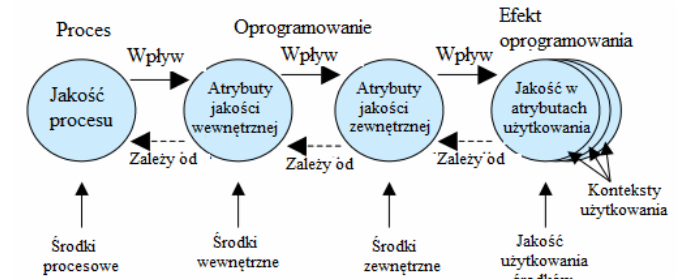 Proces
Oprogramowanie
Efekt
oprogramowania
Wpływ
Wpływ
Wpływ
Jakość
procesu
Atrybuty
jakości
wewnętrznej
Atrybuty
jakości
zewnętrznej
Jakość w
atrybutach
użytkowania
Zależy od
Zależy od
Zależy od
Konteksty
użytkowania
Środki
procesowe
Środki
wewnętrzne
Środki
zewnętrzne
Jakość
użytkowania
środków